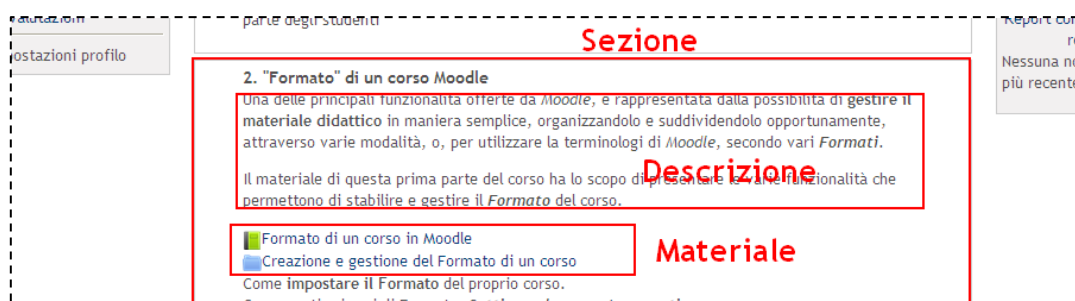 parte degli studenti
ostazioni profilo
Nessuna
più recente
Sezione
2. "Formato" di un corso Moodle
Una delle principali funzionalità offerte da Moodle, è rappresentata dalla possibilità di gestire il
materiale didattico in maniera semplice, organizzandolo e suddividendolo opportunamente,
attraverso varie modalità, o, per utilizzare la terminologi di Moodle, secondo vari Formati.
Descrizione
Il materiale di questa prima parte del corso ha lo scopo di presentare le varie funzionalità che
permettono di stabilire e gestire il Formato del corso.
Formato di un corso in Moodle
Creazione e gestione del Formato di un corso
Materiale
Come impostare il Formato del proprio corso.